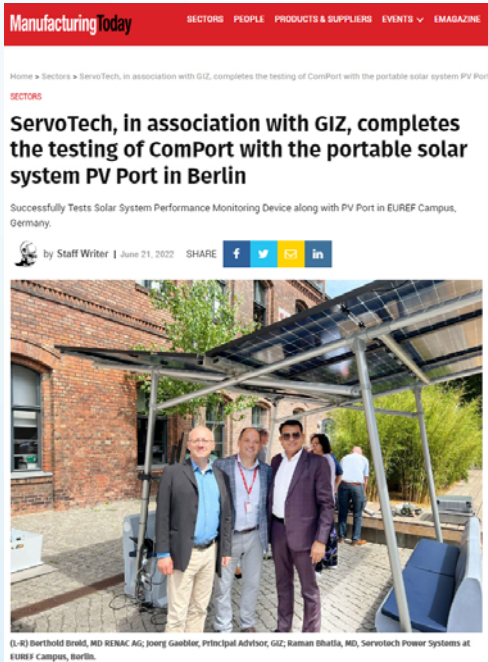 ManufacturingToday
SECTORS PEOPLE PRODUCTS & SUPPLIERS EVENTS EMAGAZINE
Home » Sectors » ServoTech, in association with GIZ, completes the testing of ComPort with the portable solar system PV Port
SECTORS
ServoTech, in association with GIZ, completes
the testing of ComPort with the portable solar
system PV Port in Berlin
Successfully Tests Solar System Performance Monitoring Device along with PV Port in EUREF Campus,
Germany.
by Staff Writer | June 21, 2022 SHARE
(L-R) Berthold Breid, MD RENAC AG; Joerg Gaebler, Principal Advisor, GIZ; Raman Bhatia, MD, Servotech Power Systems at
EUREF Campus, Berlin.